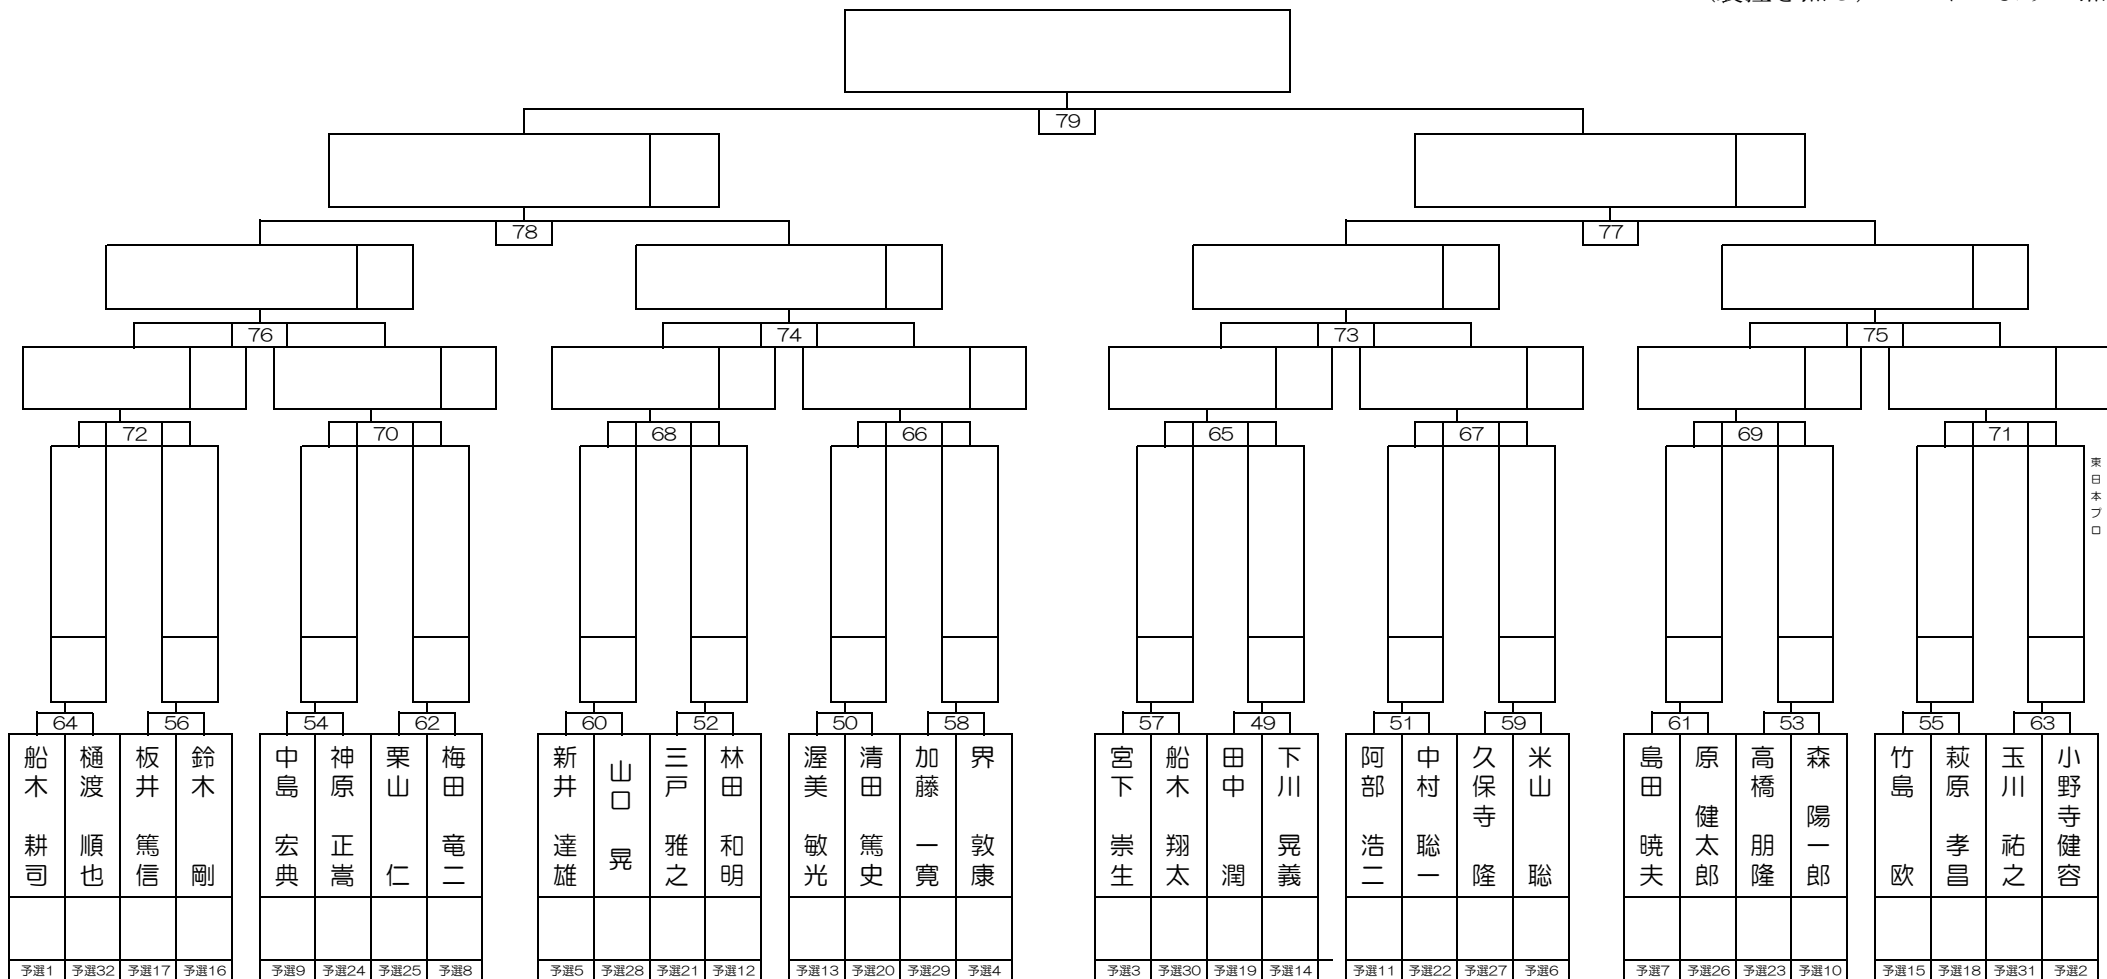 79
78
77
76
74
73
75
72
70
68
66
65
67
69
71
東日本ブロ
64
56
54
62
60
52
50
58
57
49
51
59
61
53
55
63
船木 耕司
樋渡 順也
板井 篤信
鈴木 剛
中島 宏典
神原 正嵩
栗山 仁
梅田 竜二
新井 達雄
山口 晃
三戸 雅之
林田 和明
渥美 敏光
清田 篤史
加藤 一寛
界 敦康
宮下 崇生
船木 翔太
田中 潤
下川 晃義
阿部 浩二
中村 聡一
久保寺 隆
米山 聡
島田 暁夫
原 健太郎
高橋 朋隆
森 陽一郎
竹島 欧
萩原 孝昌
玉川 祐之
小野寺健容
予選1
予選32
予選17
予選16
予選9
予選24
予選25
予選8
予選5
予選28
予選21
予選12
予選13
予選20
予選29
予選4
予選3
予選30
予選19
予選14
予選11
予選22
予選27
予選6
予選7
予選26
予選23
予選10
予選15
予選18
予選31
予選2